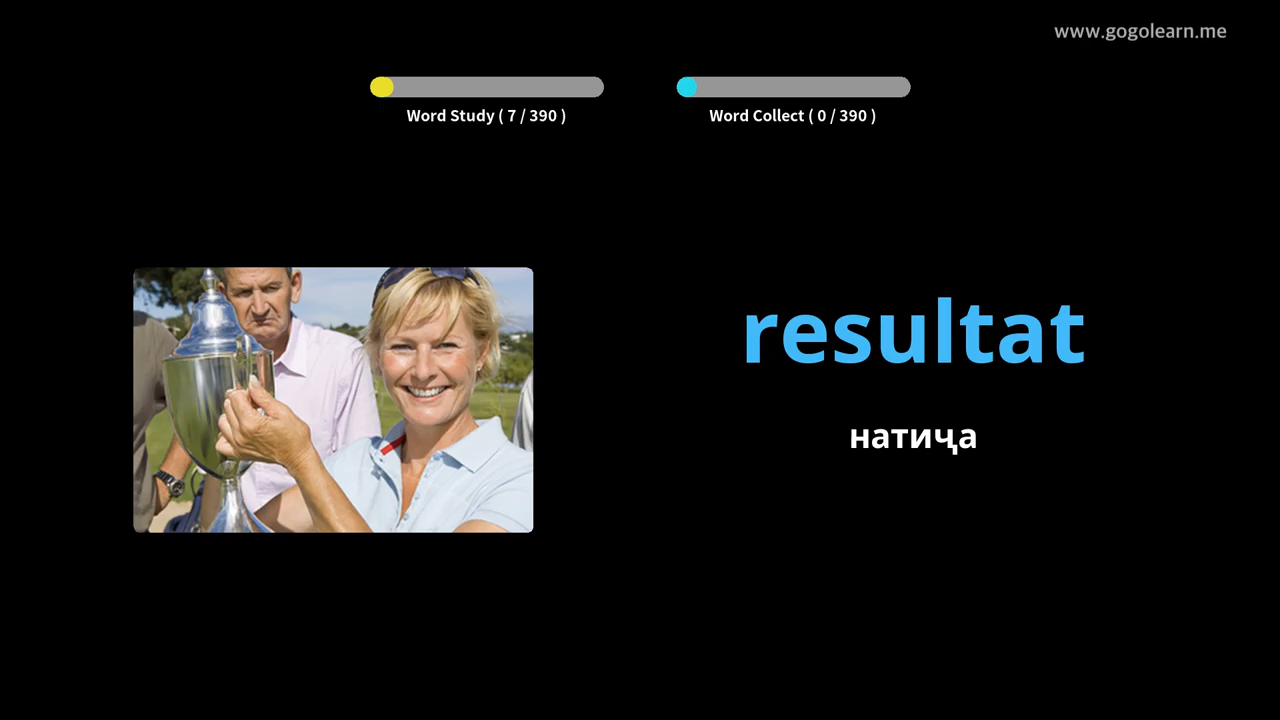 www.gogolearn.me
Word Study ( 7 / 390 )
Word Collect ( 0 / 390 )
resultat
натиҷа